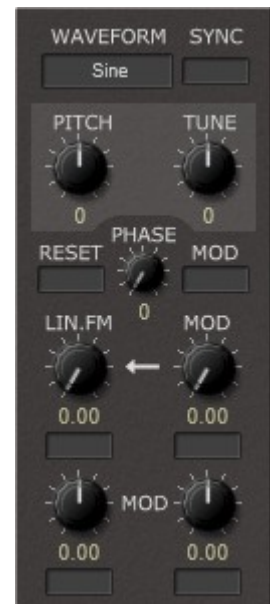 WAVEFORM SYNC
Sine
PITCH TUNE
0 0
PHASE
RESET MOD
0
LIN.FM MOD
0.00 0.00
MOD
0.00 0.00